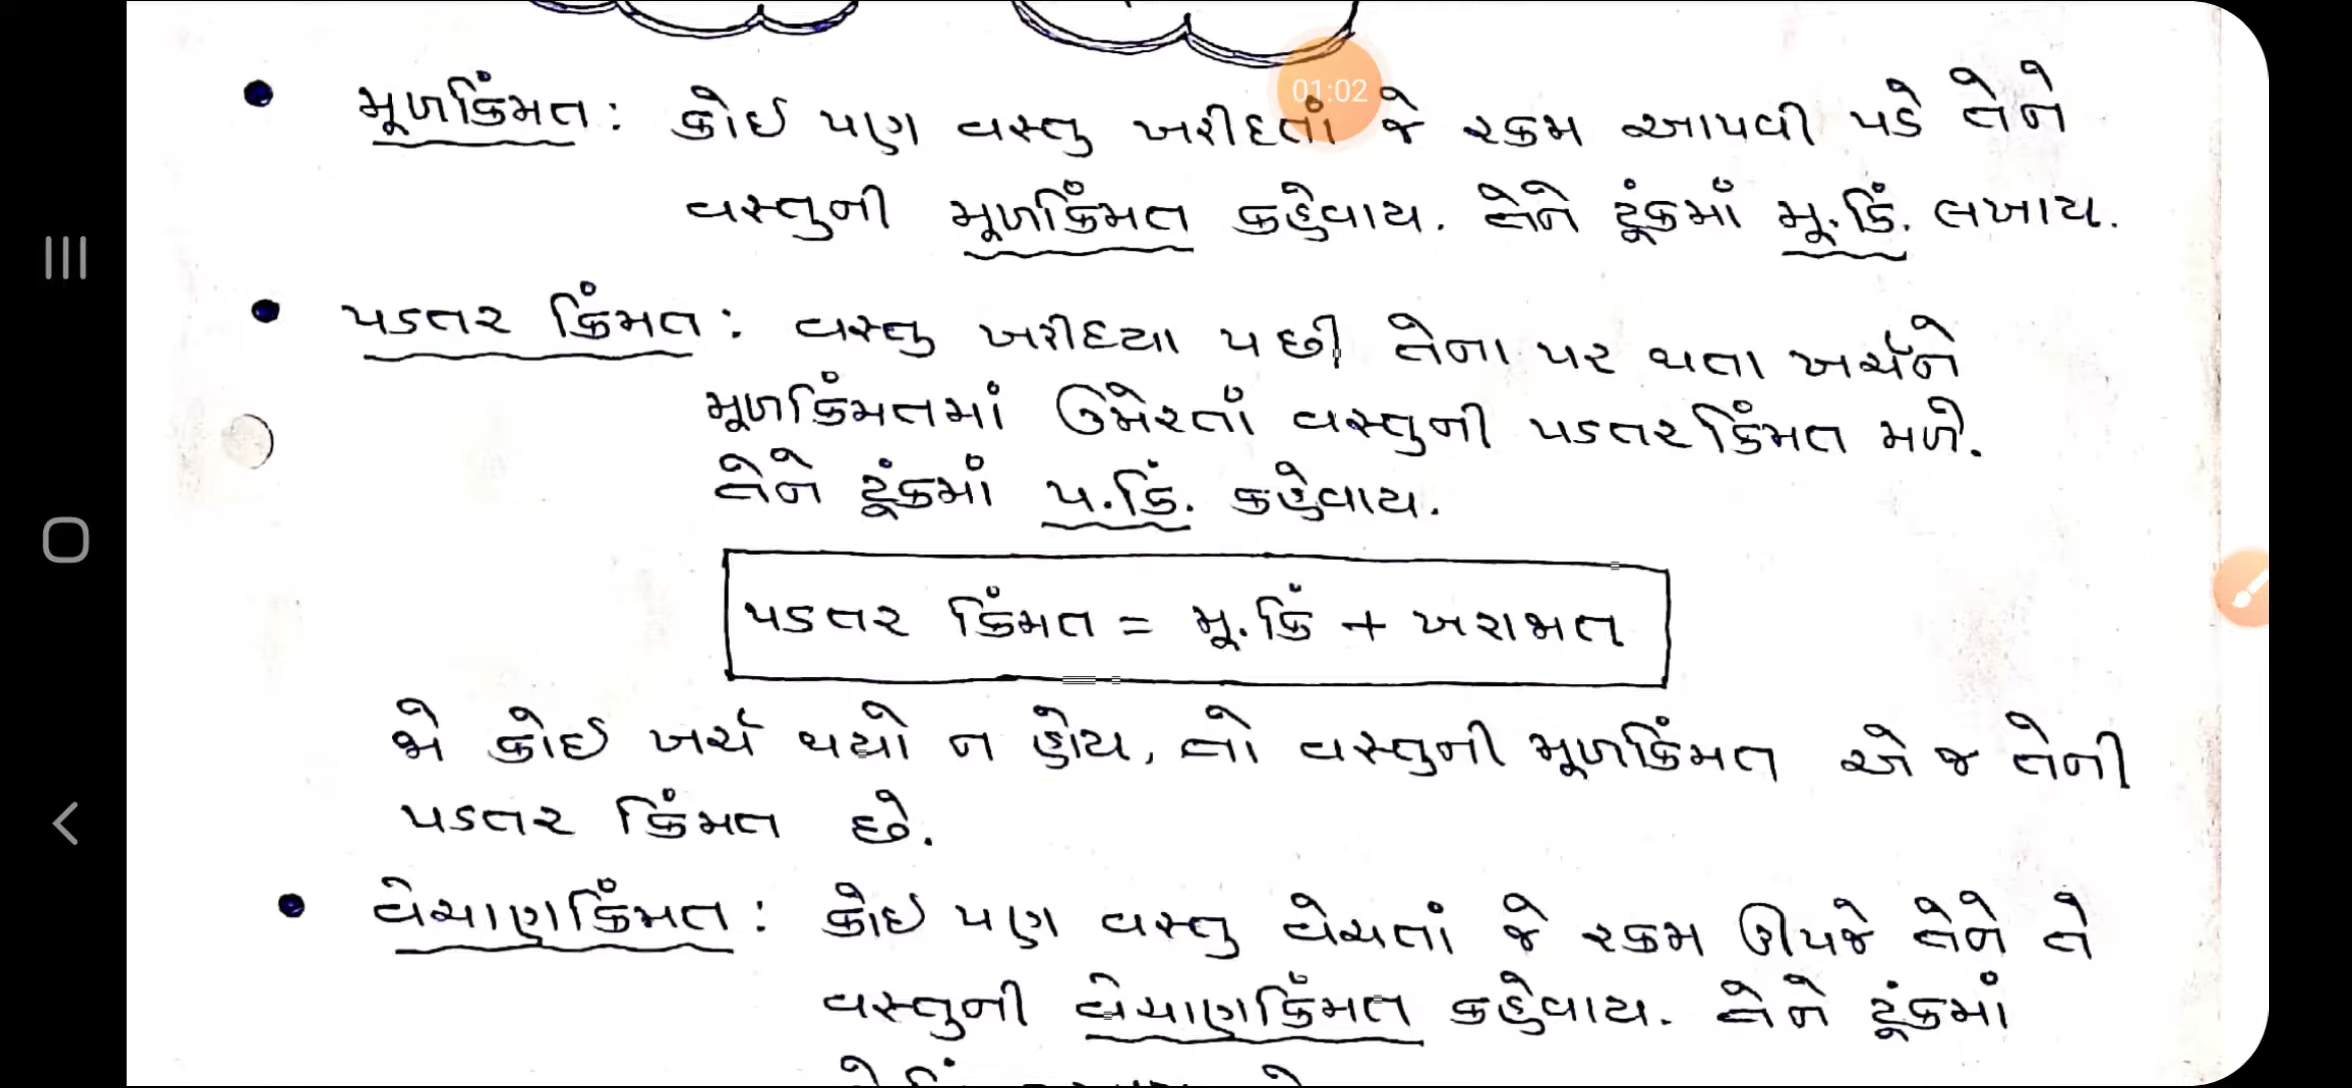 01:02
• મૂળકિંમત : કોઈ પણ વસ્તુ ખરીદતાં જે રકમ આપવી પડે તેને
વસ્તુની મૂળકિંમત કહેવાય. તેને ટૂંકમાં મૂ.કિં. લખાય.
• પડતર કિંમત : વસ્તુ ખરીદ્યા પછી તેના પર થતા ખર્ચને
મૂળકિંમતમાં ઉમેરતાં વસ્તુની પડતરકિંમત મળે.
તેને ટૂંકમાં પ.કિં. કહેવાય.
પડતર કિંમત = મૂ.કિં + ખરાજાત
જો કોઈ ખર્ચ થયો ન હોય, તો વસ્તુની મૂળકિંમત એ જ તેની
પડતર કિંમત છે.
• વેચાણકિંમત : કોઈ પણ વસ્તુ વેચતાં જે રકમ ઊપજે તેને તે
વસ્તુની વેચાણકિંમત કહેવાય. તેને ટૂંકમાં